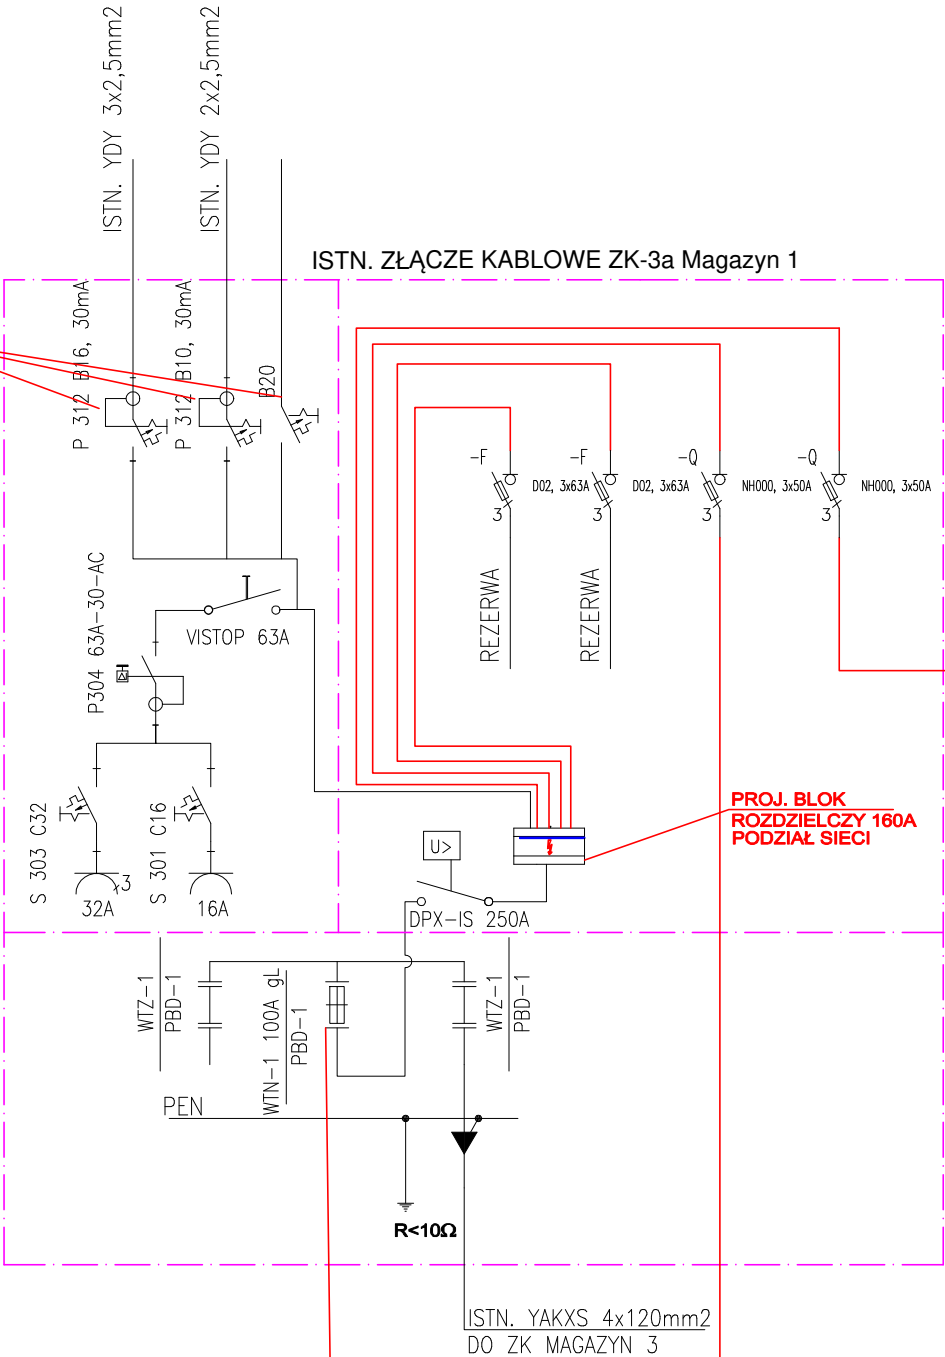 ISTN. YDY 3x2,5mm2
ISTN. YDY 2x2,5mm2
ISTN. ZŁĄCZE KABLOWE ZK-3a Magazyn 1
P 312 B16, 30mA
P 312 B10, 30mA
B20
-F
D02, 3x63A
3
-F
D02, 3x63A
3
-Q
NH000, 3x50A
3
-Q
NH000, 3x50A
3
REZERWA
REZERWA
VISTOP 63A
P304 63A-30-AC
S 303 C32
3
32A
S 301 C16
16A
PROJ. BLOK
ROZDZIELCZY 160A
PODZIAŁ SIECI
U>
DPX-IS 250A
WTZ-1
PBD-1
WTN-1 100A gL
PBD-1
WTZ-1
PBD-1
PEN
R<10Ω
ISTN. YAKXS 4x120mm2
DO ZK MAGAZYN 3